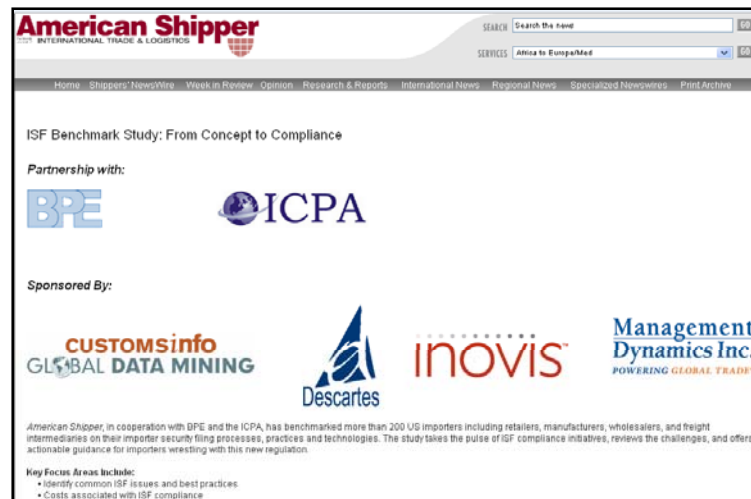 American Shipper
INTERNATIONAL TRADE & LOGISTICS
SEARCH Search the news GO
SERVICES Africa to Europe/Med GO
Home Shippers' NewsWire Week in Review Opinion Research & Reports International News Regional News Specialized Newswires Print Archive
ISF Benchmark Study: From Concept to Compliance
Partnership with:
BPE ICPA
Sponsored By:
CUSTOMSinfo
GLOBAL DATA MINING
Descartes
inovis™
Management
Dynamics Inc.
POWERING GLOBAL TRADE
American Shipper, in cooperation with BPE and the ICPA, has benchmarked more than 200 US importers including retailers, manufacturers, wholesalers, and freight
intermediaries on their importer security filing processes, practices and technologies. The study takes the pulse of ISF compliance initiatives, reviews the challenges, and offers
actionable guidance for importers wrestling with this new regulation.
Key Focus Areas Include:
• Identify common ISF issues and best practices
• Costs associated with ISF compliance